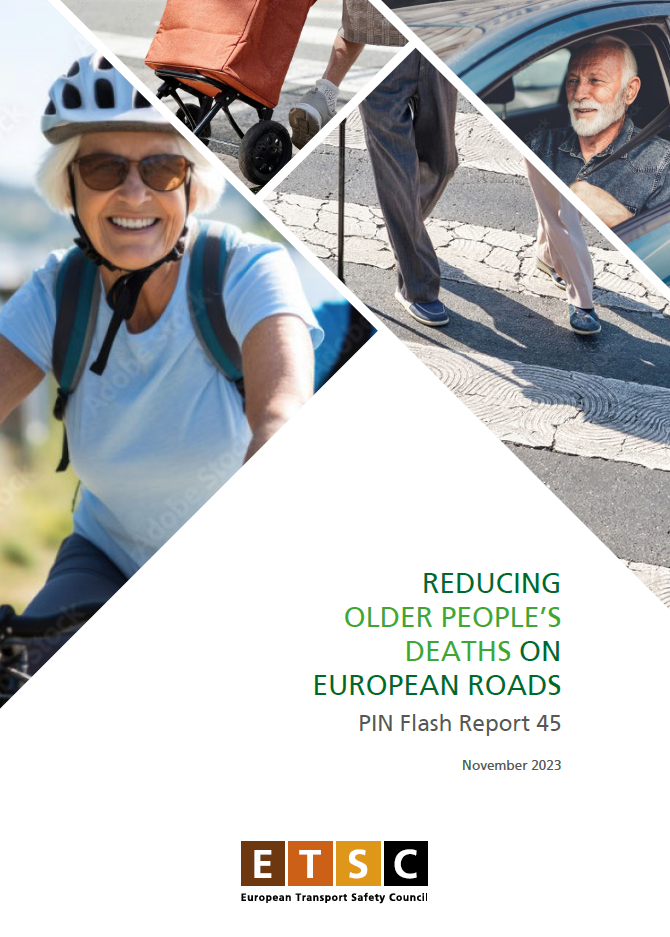 REDUCING
OLDER PEOPLE'S
DEATHS ON
EUROPEAN ROADS
PIN Flash Report 45
November 2023
ETSC
European Transport Safety Council